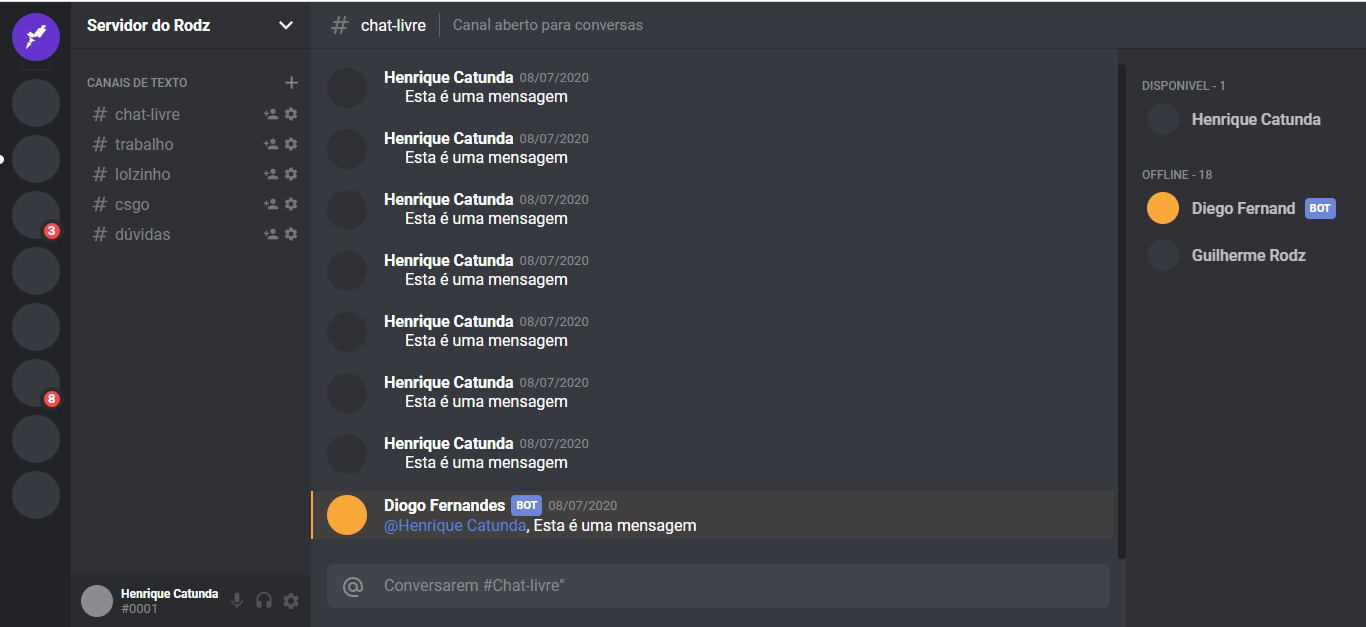 Servidor do Rodz
CANAIS DE TEXTO
# chat-livre
# trabalho
# lolzinho
# csgo
# dúvidas
3
8
Henrique Catunda
#0001
# chat-livre Canal aberto para conversas
Henrique Catunda 08/07/2020
Esta é uma mensagem
Henrique Catunda 08/07/2020
Esta é uma mensagem
Henrique Catunda 08/07/2020
Esta é uma mensagem
Henrique Catunda 08/07/2020
Esta é uma mensagem
Henrique Catunda 08/07/2020
Esta é uma mensagem
Henrique Catunda 08/07/2020
Esta é uma mensagem
Henrique Catunda 08/07/2020
Esta é uma mensagem
Diogo Fernandes BOT 08/07/2020
@Henrique Catunda, Esta é uma mensagem
@ Conversarem #Chat-livre"
DISPONIVEL - 1
Henrique Catunda
OFFLINE - 18
Diego Fernand BOT
Guilherme Rodz